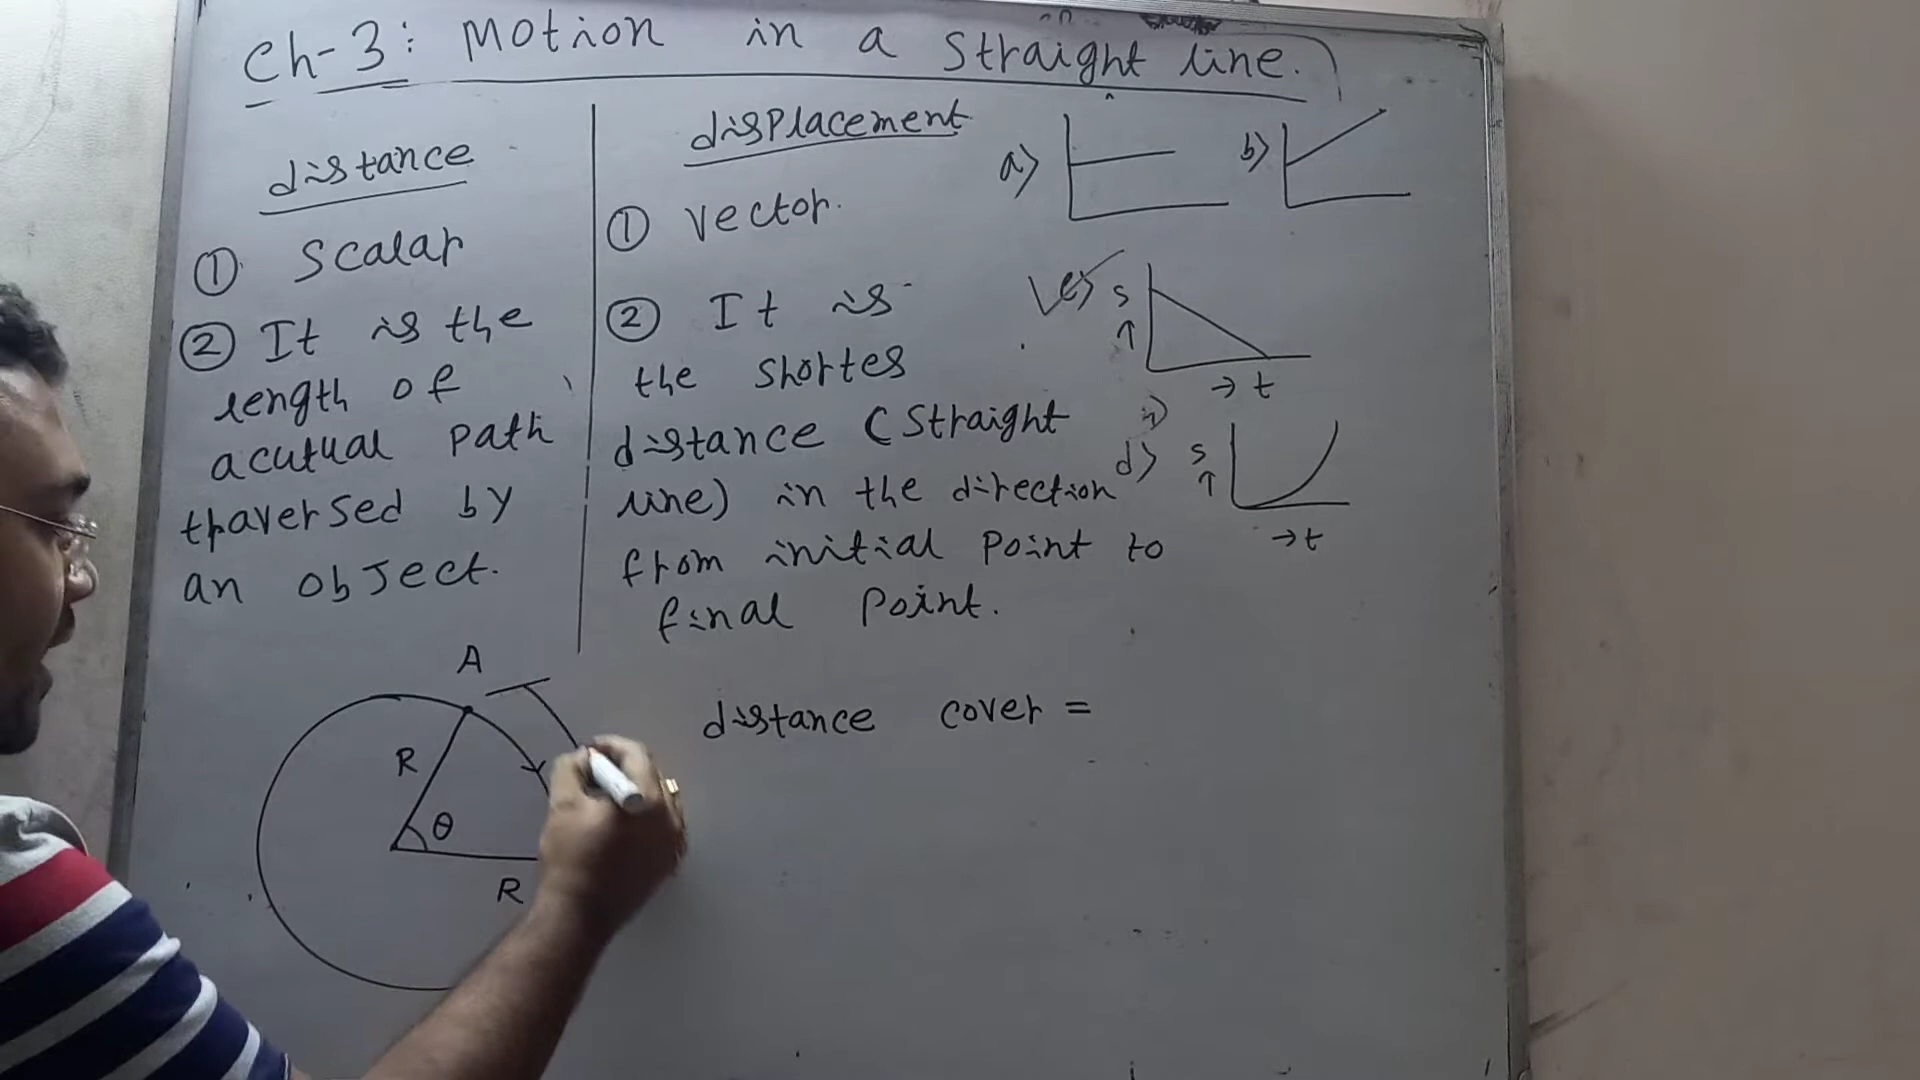 Ch-3: Motion in a straight line.
distance
① Scalar
② It is the
length of
acutual path
traversed by
an object.
displacement
① Vector.
② It is
the shortes
distance (straight
line) in the direction
from initial point to
final point.
a)
b)
c) S
↑
→ t
d) S
↑
→ t
A
R
θ
R
distance cover =